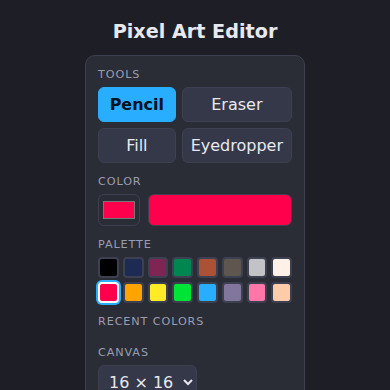 Pixel Art Editor
TOOLS
Pencil Eraser
Fill Eyedropper
COLOR
PALETTE
RECENT COLORS
CANVAS
16 × 16